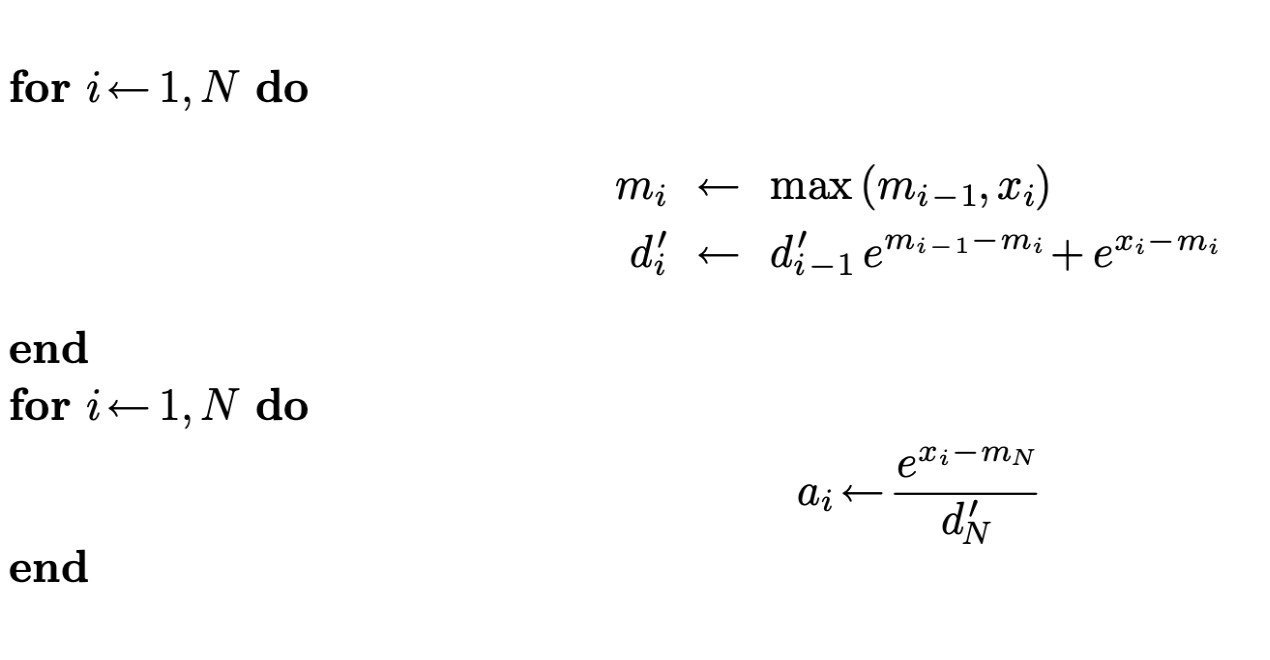 for i ← 1, N do
m_i ← max (m_{i−1}, x_i)
d′_i ← d′_{i−1} e^{m_{i−1}−m_i} + e^{x_i−m_i}
end
for i ← 1, N do
a_i ← \frac{e^{x_i−m_N}}{d′_N}
end